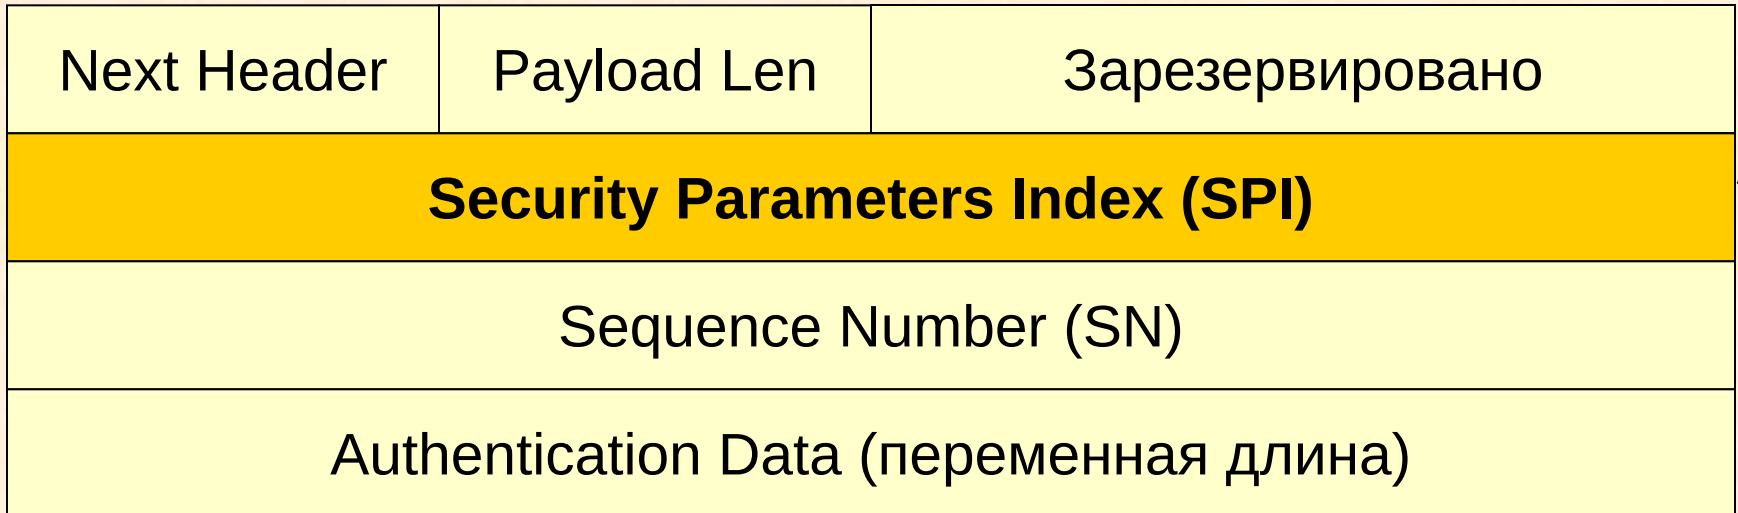 Next Header
Payload Len
Зарезервировано
Security Parameters Index (SPI)
Sequence Number (SN)
Authentication Data (переменная длина)